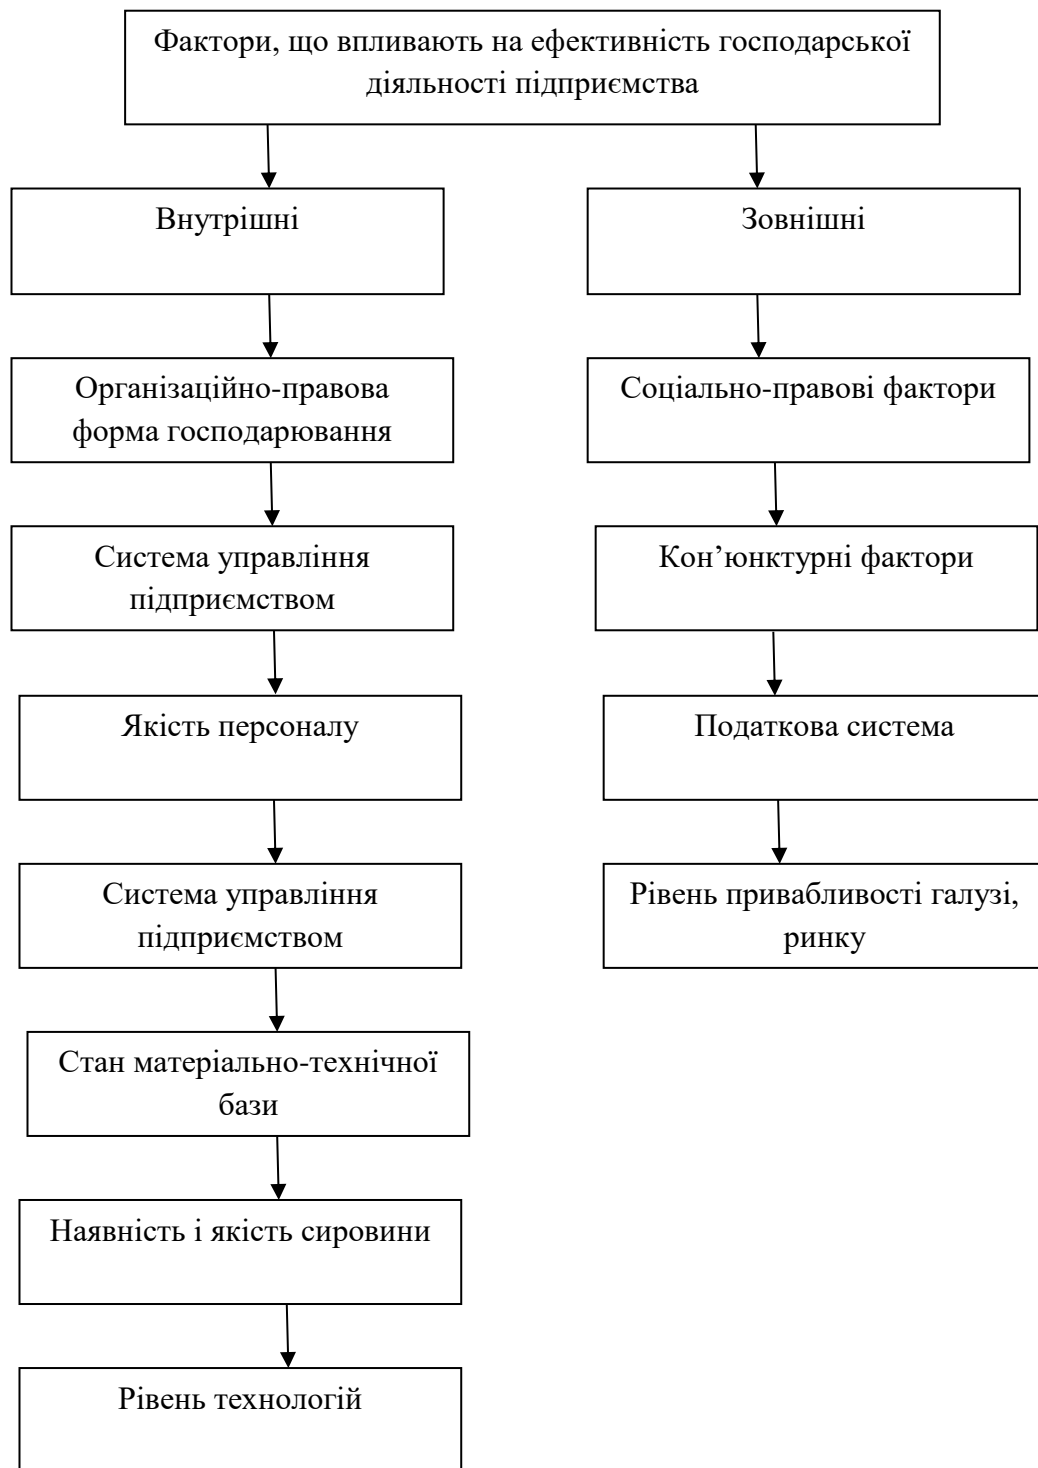 Фактори, що впливають на ефективність господарської
діяльності підприємства
Внутрішні
Зовнішні
Організаційно-правова
форма господарювання
Соціально-правові фактори
Система управління
підприємством
Кон’юнктурні фактори
Якість персоналу
Податкова система
Система управління
підприємством
Рівень привабливості галузі,
ринку
Стан матеріально-технічної
бази
Наявність і якість сировини
Рівень технологій